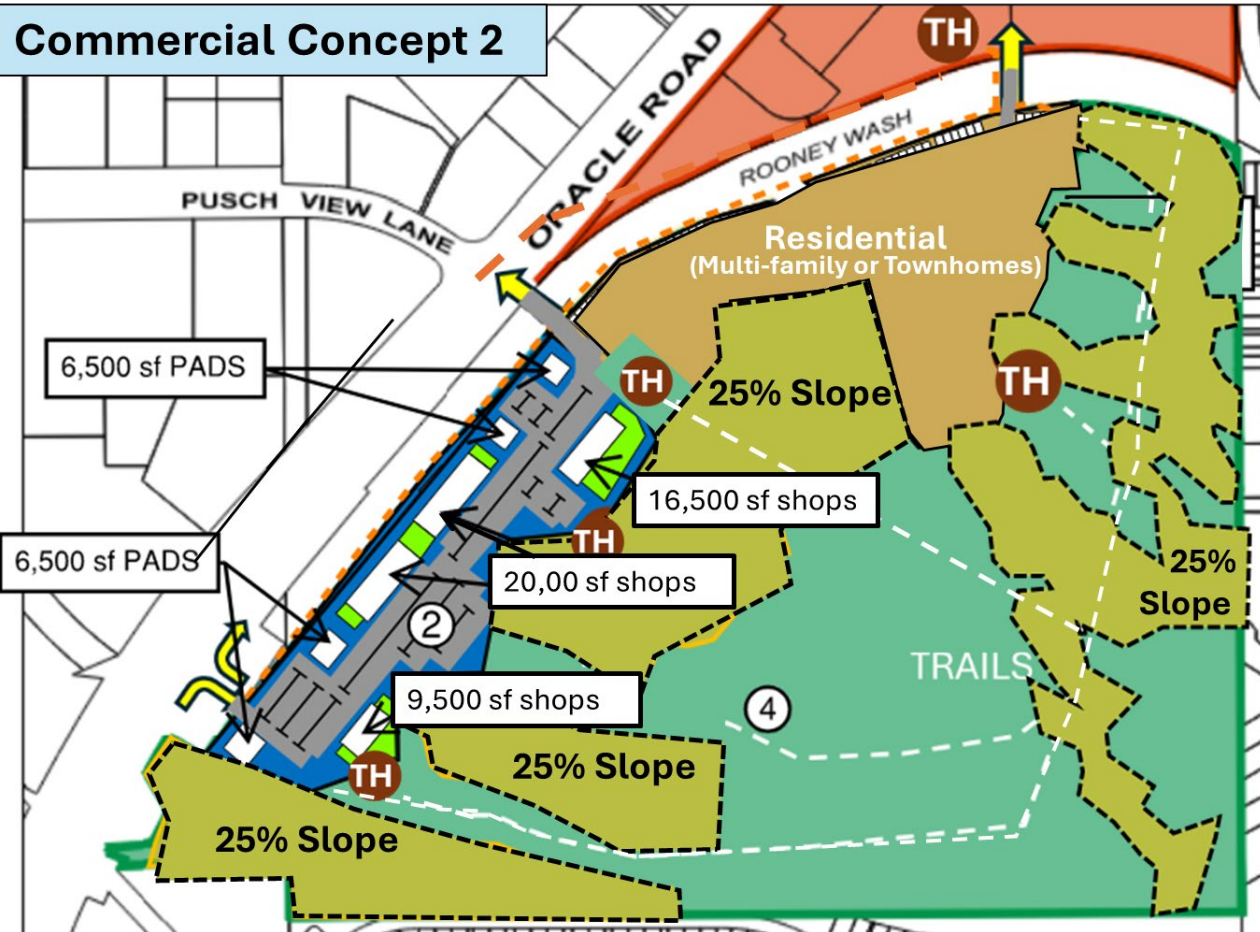 Commercial Concept 2
TH
ORACLE ROAD
ROONEY WASH
PUSCH VIEW LANE
Residential
(Multi-family or Townhomes)
6,500 sf PADS
TH
TH
25% Slope
16,500 sf shops
TH
6,500 sf PADS
20,00 sf shops
25%
Slope
2
TRAILS
9,500 sf shops
4
TH
25% Slope
25% Slope